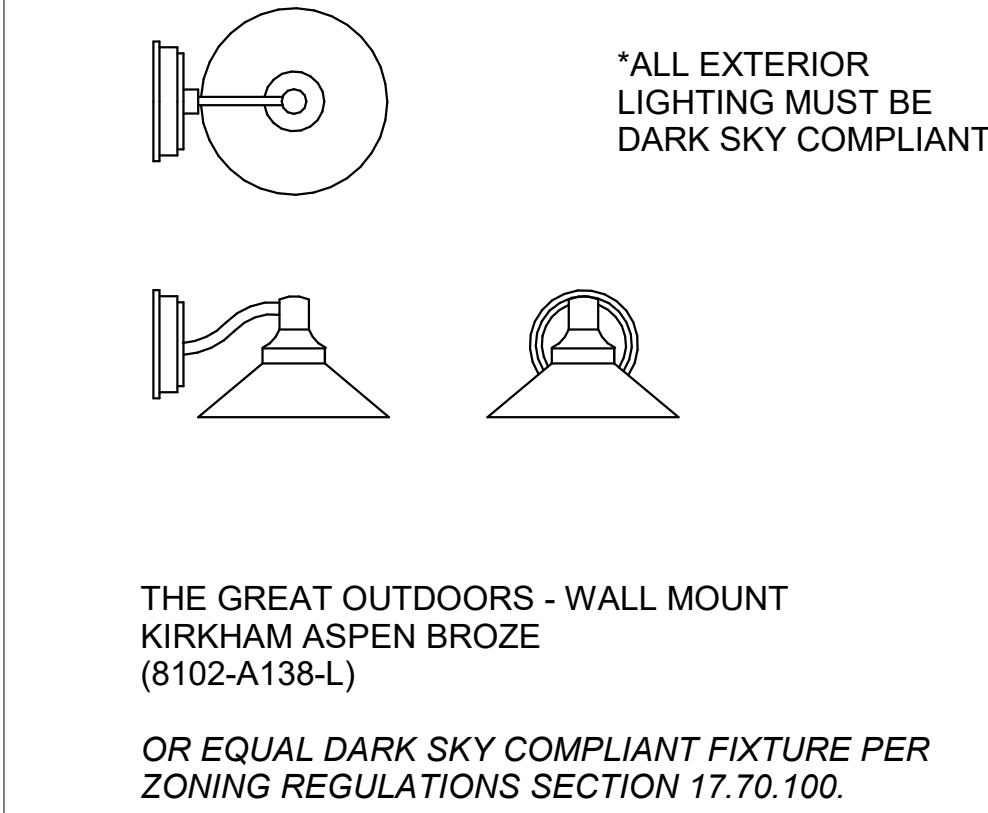 *ALL EXTERIOR
LIGHTING MUST BE
DARK SKY COMPLIANT
THE GREAT OUTDOORS - WALL MOUNT
KIRKHAM ASPEN BROZE
(8102-A138-L)
OR EQUAL DARK SKY COMPLIANT FIXTURE PER
ZONING REGULATIONS SECTION 17.70.100.